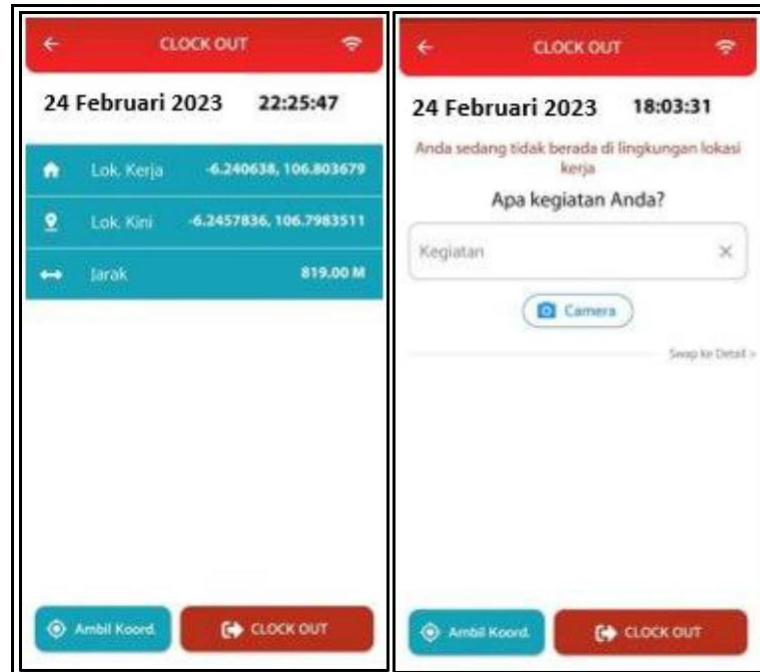 CLOCK OUT
24 Februari 2023 22:25:47
Lok. Kerja -6.240638, 106.803679
Lok. Kini -6.2457836, 106.7983511
Jarak 819.00 M
Ambil Koord. CLOCK OUT
CLOCK OUT
24 Februari 2023 18:03:31
Anda sedang tidak berada di lingkungan lokasi
kerja
Apa kegiatan Anda?
Kegiatan
Camera
Swap ke Detail >
Ambil Koord. CLOCK OUT